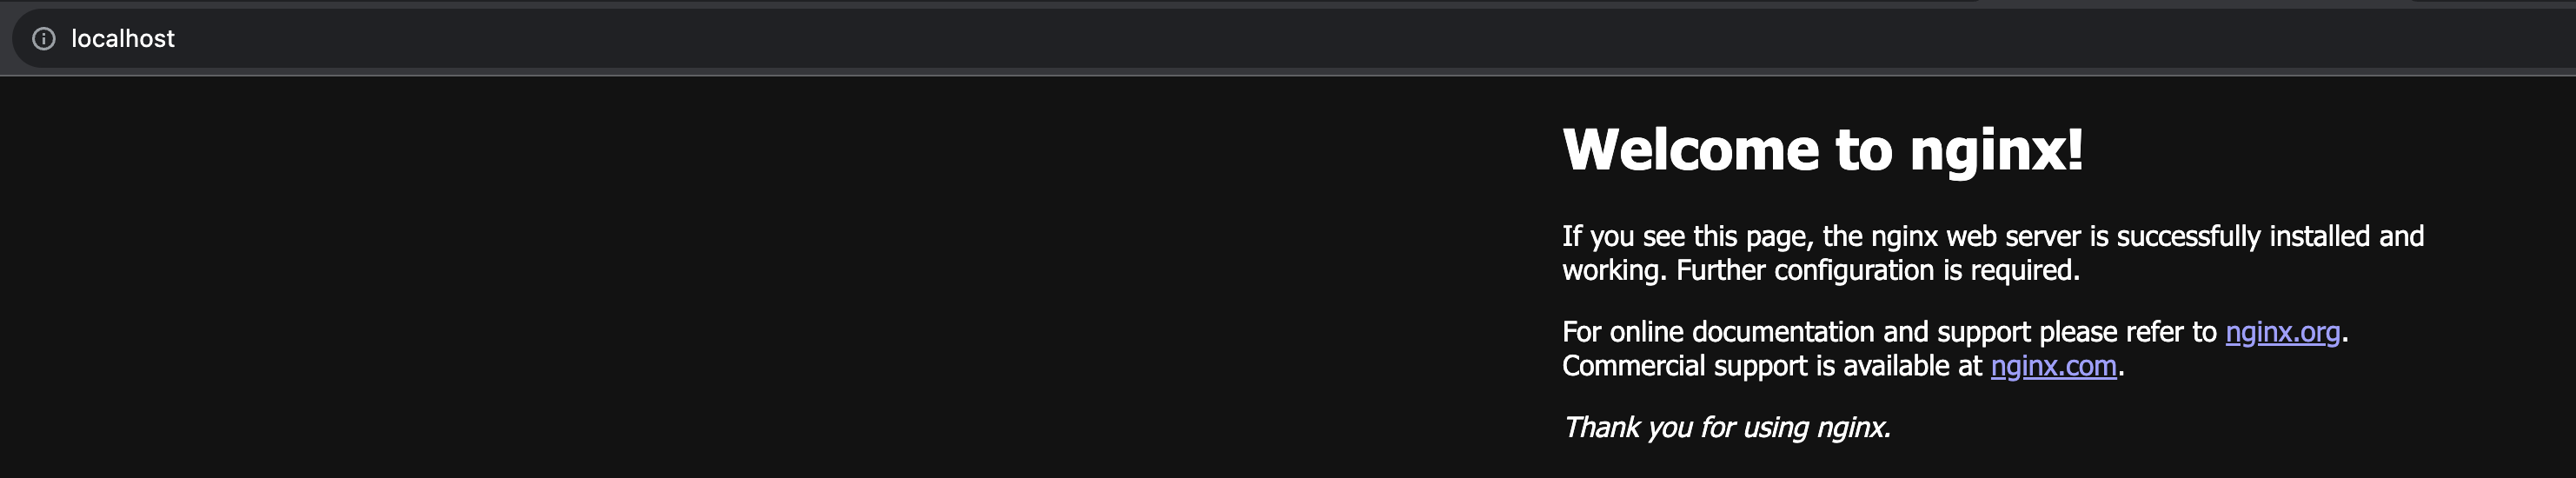 localhost
Welcome to nginx!
If you see this page, the nginx web server is successfully installed and
working. Further configuration is required.
For online documentation and support please refer to nginx.org.
Commercial support is available at nginx.com.
Thank you for using nginx.